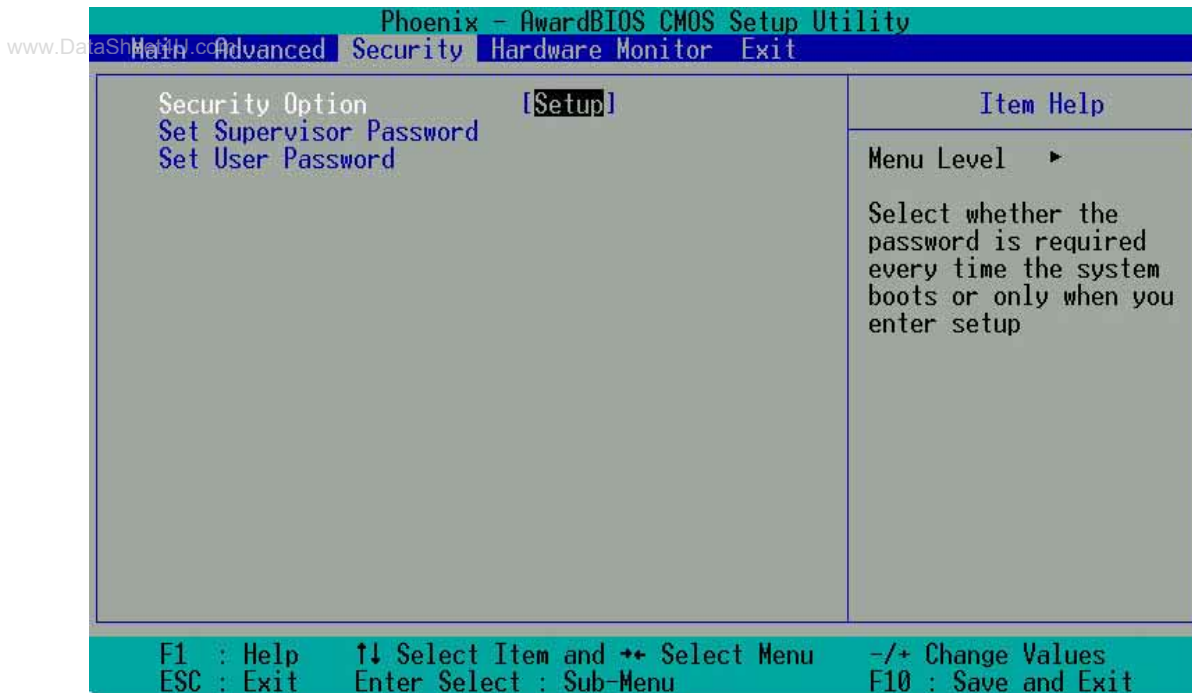 Phoenix - AwardBIOS CMOS Setup Utility
www.DataSheet4U.com
Main Advanced Security Hardware Monitor Exit
Security Option [Setup]
Set Supervisor Password
Set User Password
Item Help
Menu Level ►
Select whether the
password is required
every time the system
boots or only when you
enter setup
F1 : Help ↑↓ Select Item and →← Select Menu -/+ Change Values
ESC : Exit Enter Select : Sub-Menu F10 : Save and Exit